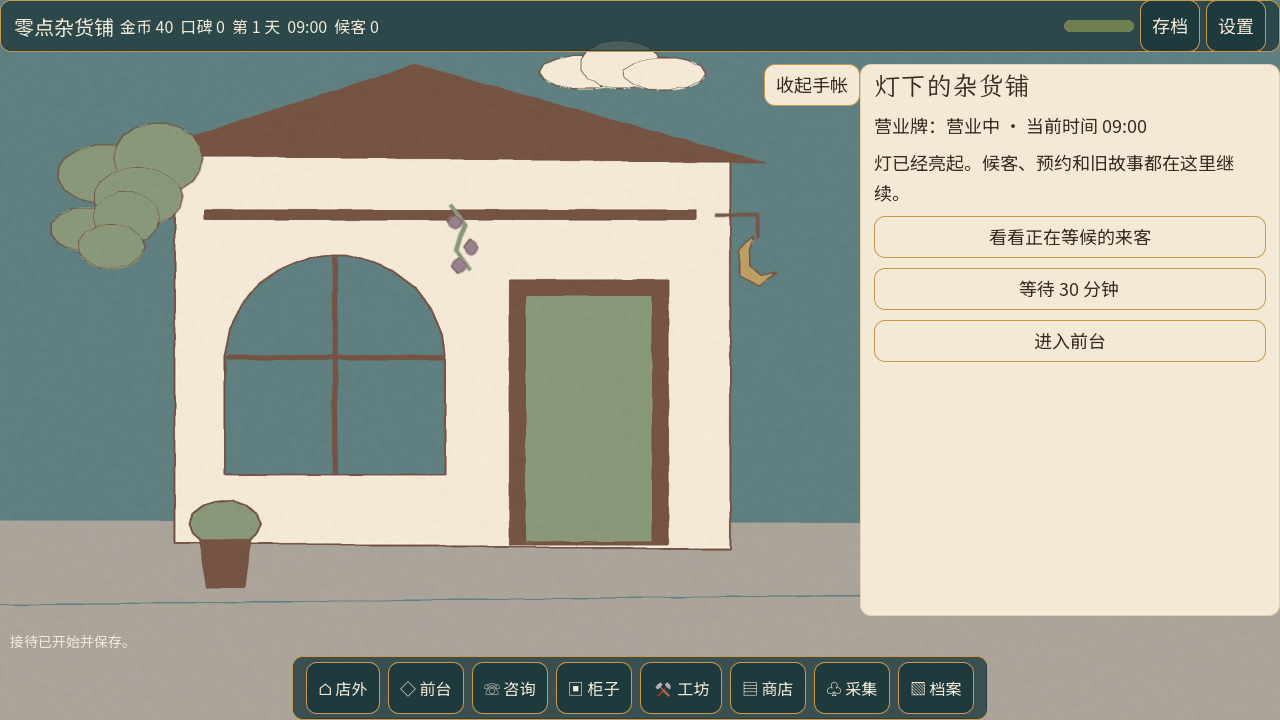 零点杂货铺 金币 40 口碑 0 第 1 天 09:00 候客 0
存档
设置
收起手帐
灯下的杂货铺
营业牌：营业中 · 当前时间 09:00
灯已经亮起。候客、预约和旧故事都在这里继
续。
看看正在等候的来客
等待 30 分钟
进入前台
接待已开始并保存。
店外
前台
咨询
柜子
工坊
商店
采集
档案